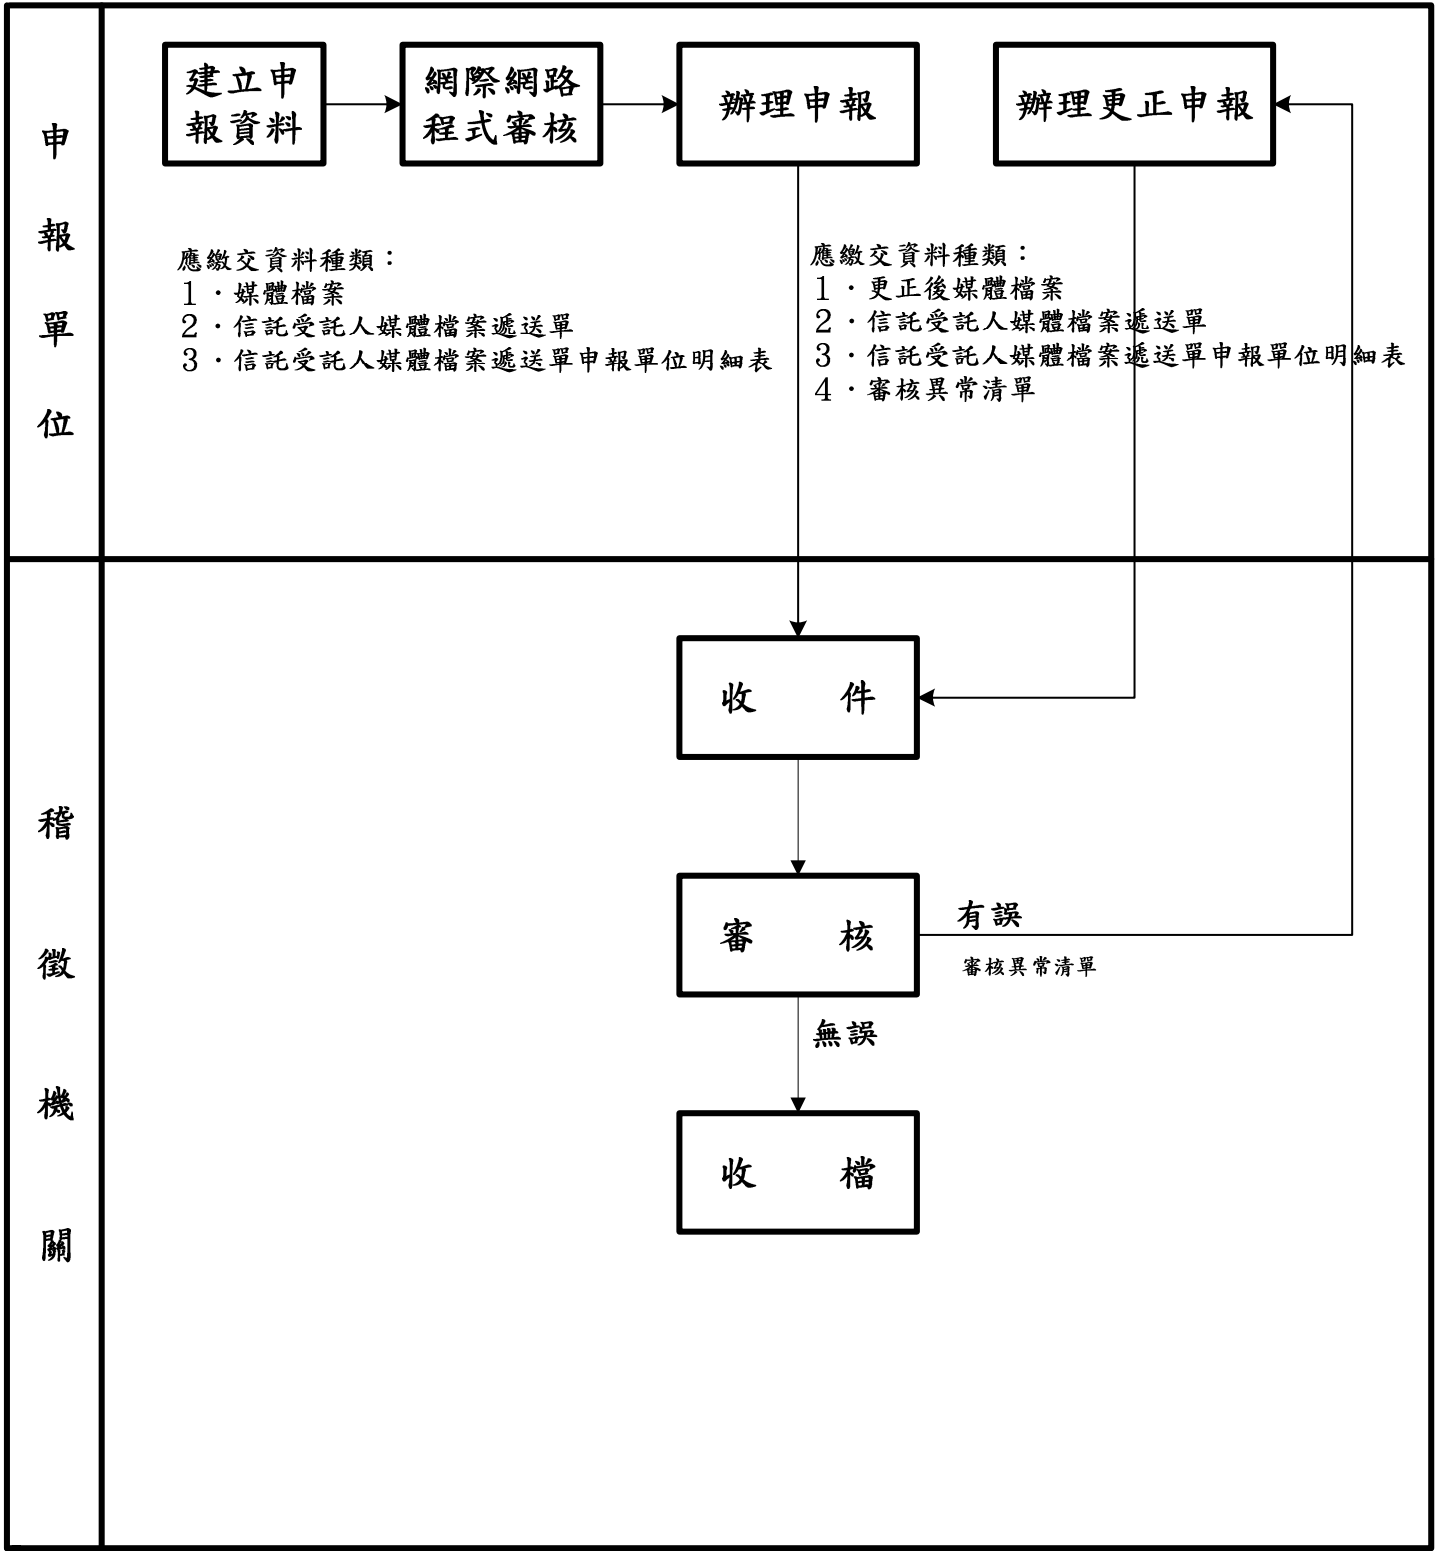 申
報
單
位
建立申
報資料
網際網路
程式審核
辦理申報
辦理更正申報
應繳交資料種類：
１．媒體檔案
２．信託受託人媒體檔案遞送單
３．信託受託人媒體檔案遞送單申報單位明細表
應繳交資料種類：
１．更正後媒體檔案
２．信託受託人媒體檔案遞送單
３．信託受託人媒體檔案遞送單申報單位明細表
４．審核異常清單
稽
徵
機
關
收　　件
審　　核
有誤
審核異常清單
無誤
收　　檔